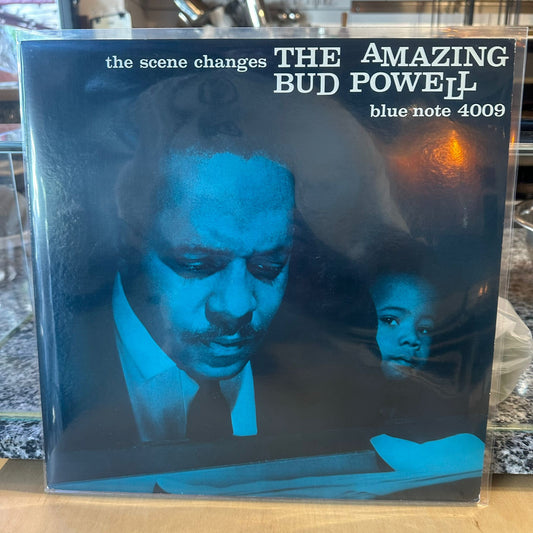 the scene changes THE AMAZING
BUD POWELL
blue note 4009